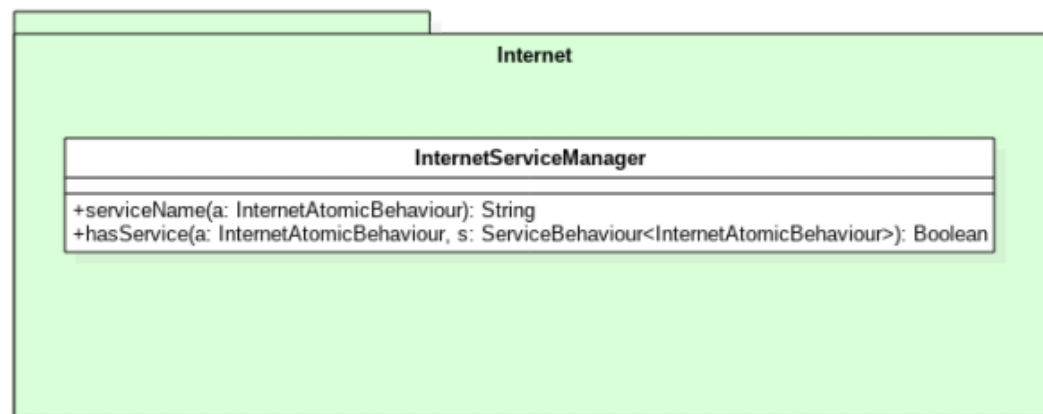 Internet
InternetServiceManager
+serviceName(a: InternetAtomicBehaviour): String
+hasService(a: InternetAtomicBehaviour, s: ServiceBehaviour<InternetAtomicBehaviour>): Boolean